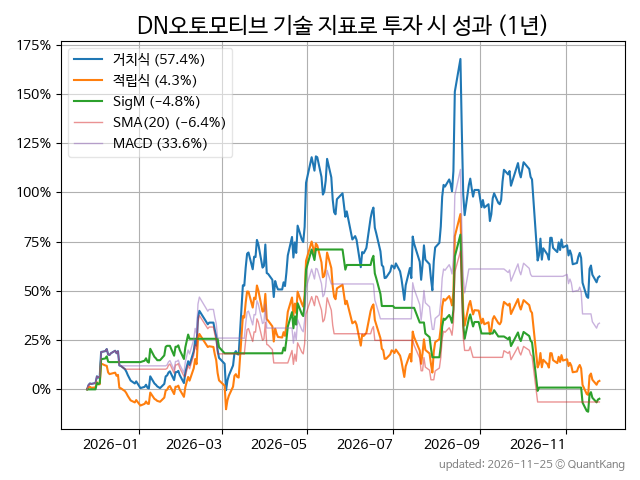 DN오토모티브 기술 지표로 투자 시 성과 (1년)
175%
150%
125%
100%
75%
50%
25%
0%
거치식 (57.4%)
적립식 (4.3%)
SigM (−4.8%)
SMA(20) (−6.4%)
MACD (33.6%)
2026-01 2026-03 2026-05 2026-07 2026-09 2026-11
updated: 2026-11-25 ⓒ QuantKang